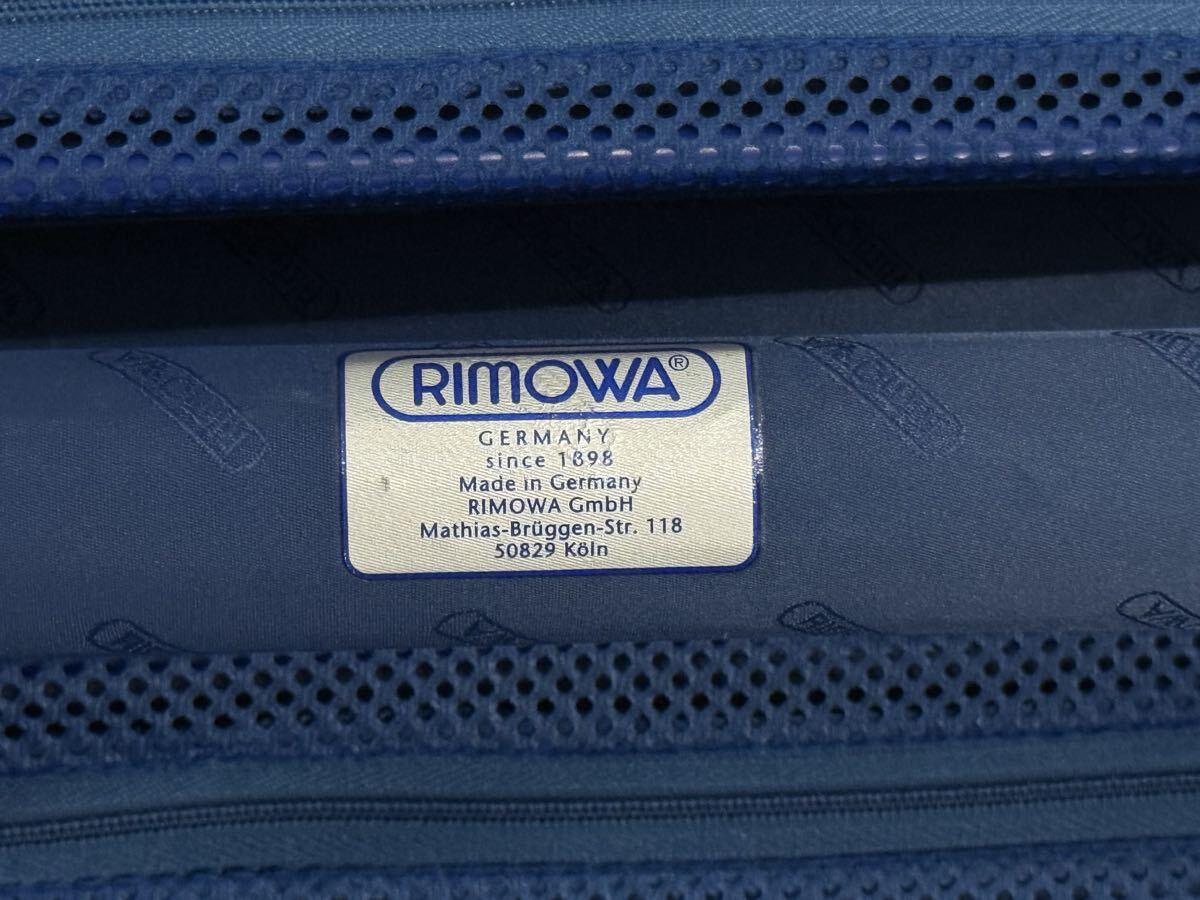 RIMOWA®
GERMANY
since 1898
Made in Germany
RIMOWA GmbH
Mathias-Brüggen-Str. 118
50829 Köln